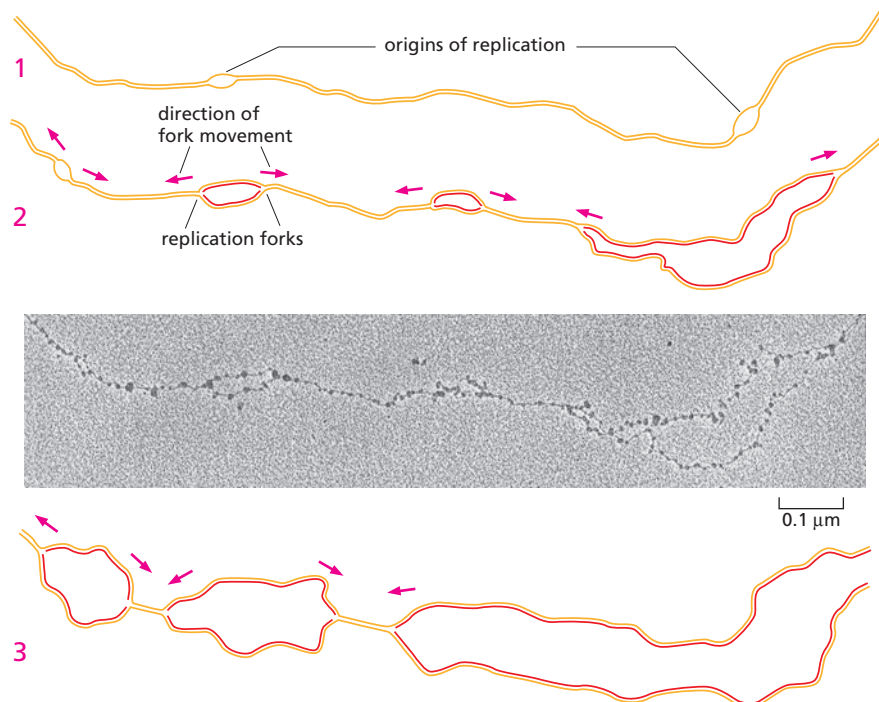 origins of replication
1
direction of
fork movement
2
replication forks
0.1 µm
3